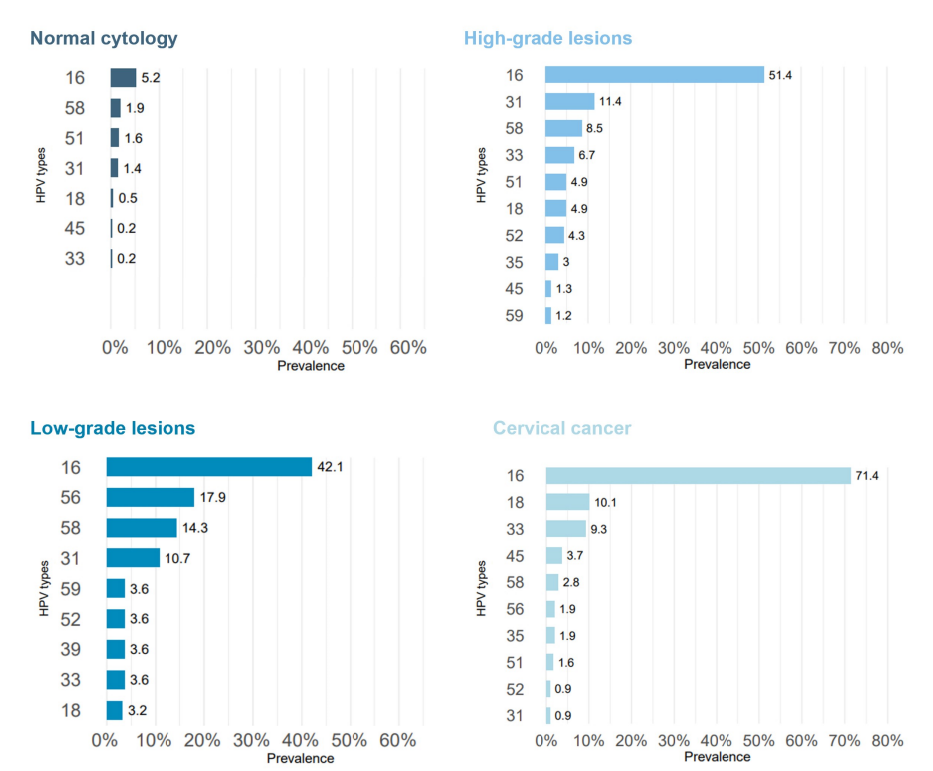 Normal cytology
HPV types
16 5.2
58 1.9
51 1.6
31 1.4
18 0.5
45 0.2
33 0.2
0% 10% 20% 30% 40% 50% 60%
Prevalence
High-grade lesions
HPV types
16 51.4
31 11.4
58 8.5
33 6.7
51 4.9
18 4.9
52 4.3
35 3
45 1.3
59 1.2
0% 10% 20% 30% 40% 50% 60% 70% 80%
Prevalence
Low-grade lesions
HPV types
16 42.1
56 17.9
58 14.3
31 10.7
59 3.6
52 3.6
39 3.6
33 3.6
18 3.2
0% 10% 20% 30% 40% 50% 60%
Prevalence
Cervical cancer
HPV types
16 71.4
18 10.1
33 9.3
45 3.7
58 2.8
56 1.9
35 1.9
51 1.6
52 0.9
31 0.9
0% 10% 20% 30% 40% 50% 60% 70% 80%
Prevalence